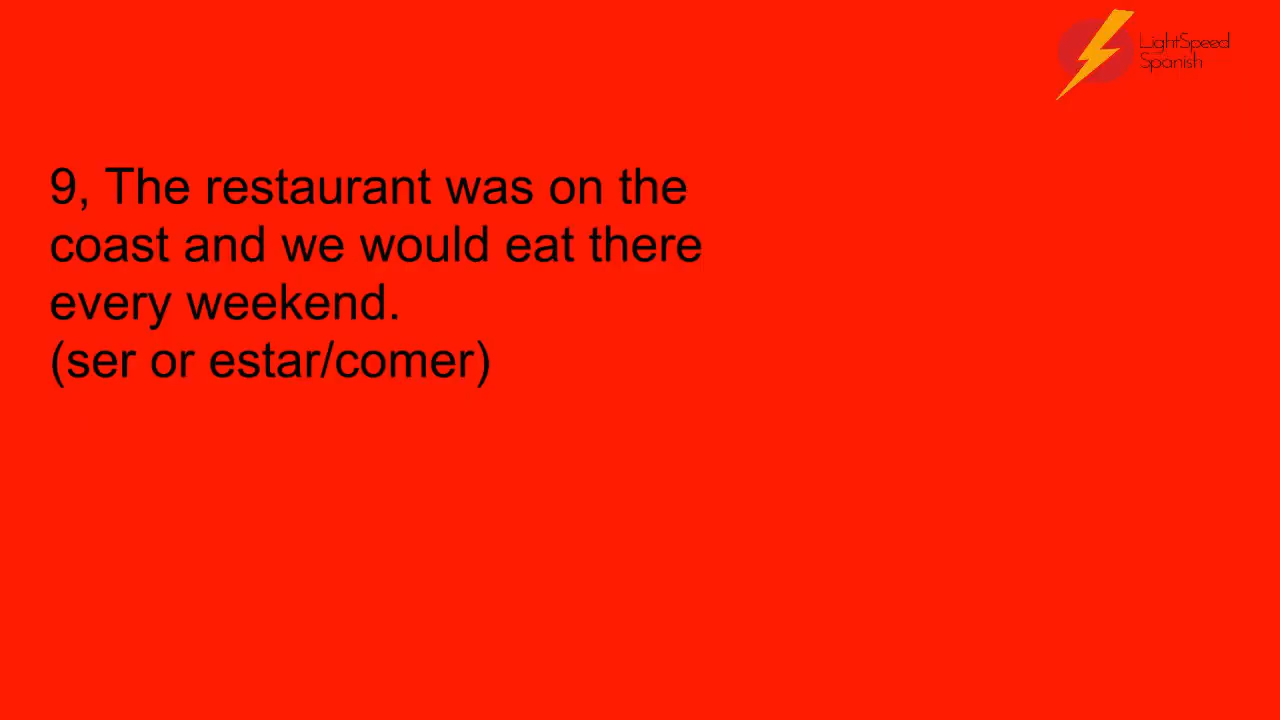 LightSpeed
Spanish
9, The restaurant was on the
coast and we would eat there
every weekend.
(ser or estar/comer)